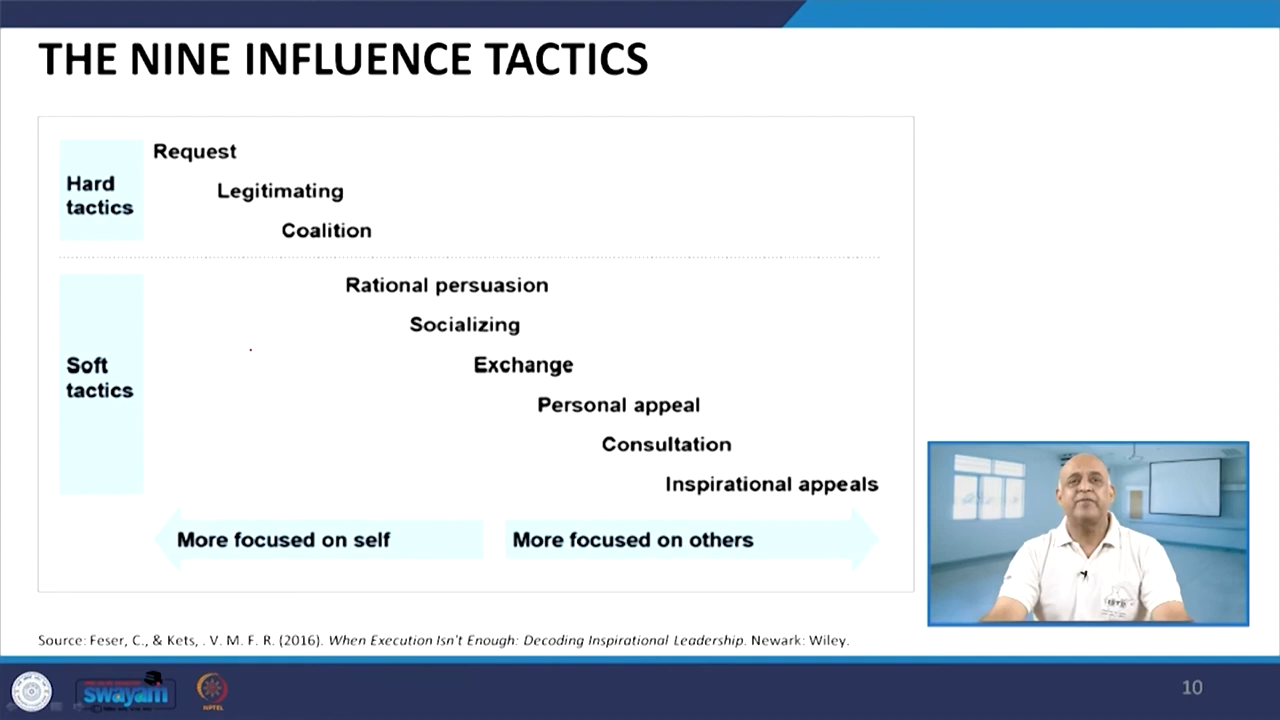 THE NINE INFLUENCE TACTICS
Hard
tactics
Request
Legitimating
Coalition
Soft
tactics
Rational persuasion
Socializing
Exchange
Personal appeal
Consultation
Inspirational appeals
More focused on self
More focused on others
Source: Feser, C., & Kets, . V. M. F. R. (2016). When Execution Isn't Enough: Decoding Inspirational Leadership. Newark: Wiley.
swayam
NPTEL
10